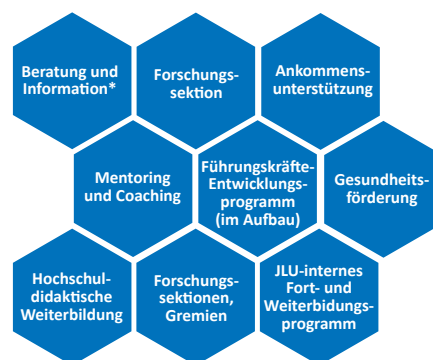 Beratung und
Information*
Forschungs-
sektion
Ankommens-
unterstützung
Mentoring
und Coaching
Führungskräfte-
Entwicklungs-
programm
(im Aufbau)
Gesundheits-
förderung
Hochschul-
didaktische
Weiterbildung
Forschungs-
sektionen,
Gremien
JLU-internes
Fort- und
Weiterbidungs-
programm